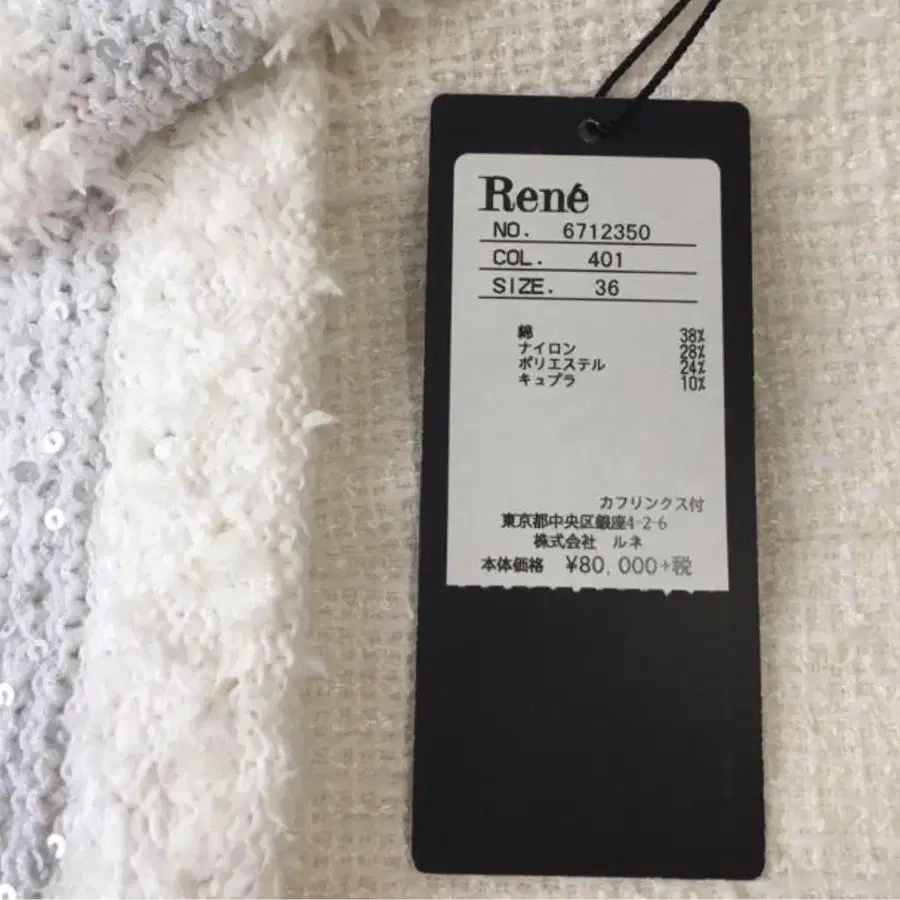 René
NO. 6712350
COL. 401
SIZE. 36
綿 38%
ナイロン 28%
ポリエステル 24%
キュプラ 10%
カフリンクス付
東京都中央区銀座4-2-6
株式会社 ルネ
本体価格 ¥80,000+税